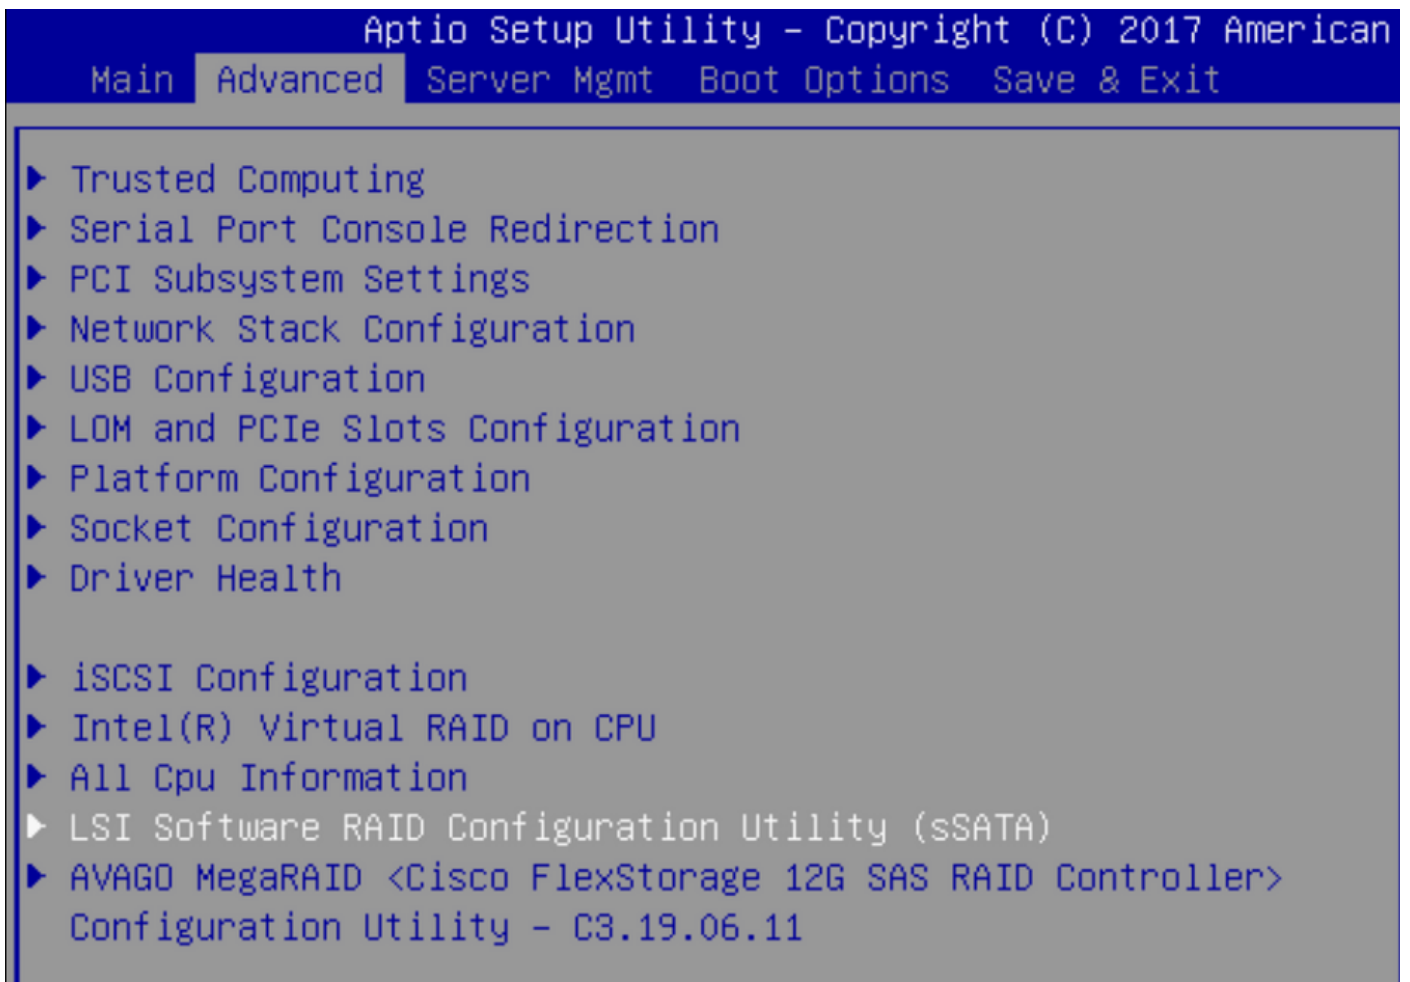 Aptio Setup Utility – Copyright (C) 2017 American
Main Advanced Server Mgmt Boot Options Save & Exit
Trusted Computing
Serial Port Console Redirection
PCI Subsystem Settings
Network Stack Configuration
USB Configuration
LOM and PCIe Slots Configuration
Platform Configuration
Socket Configuration
Driver Health
iSCSI Configuration
Intel(R) Virtual RAID on CPU
All Cpu Information
LSI Software RAID Configuration Utility (sSATA)
AVAGO MegaRAID <Cisco FlexStorage 12G SAS RAID Controller>
Configuration Utility – C3.19.06.11